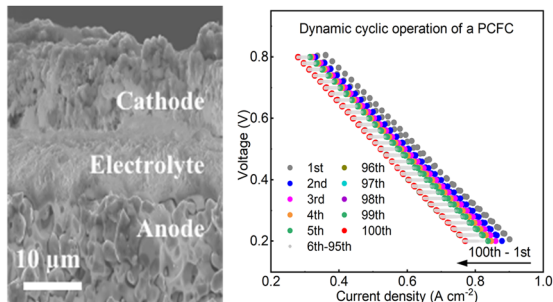 Cathode
Electrolyte
Anode
10 µm
Dynamic cyclic operation of a PCFC
Voltage (V)
0.8
0.6
0.4
0.2
1st
2nd
3rd
4th
5th
6th-95th
96th
97th
98th
99th
100th
100th - 1st
0.2 0.4 0.6 0.8 1.0
Current density (A cm⁻²)